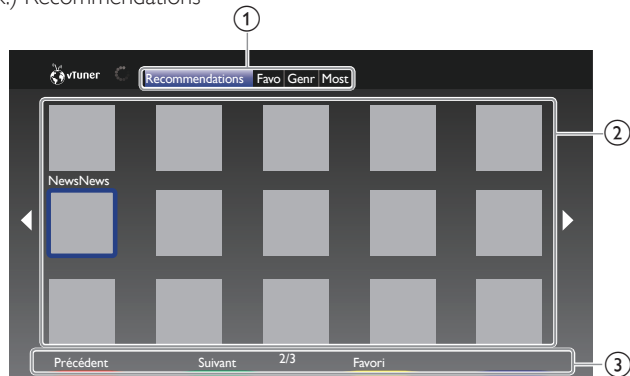 ) Recommendations
1
vTuner
Recommendations Favo Genr Most
2
NewsNews
Précédent Suivant 2/3 Favori
3